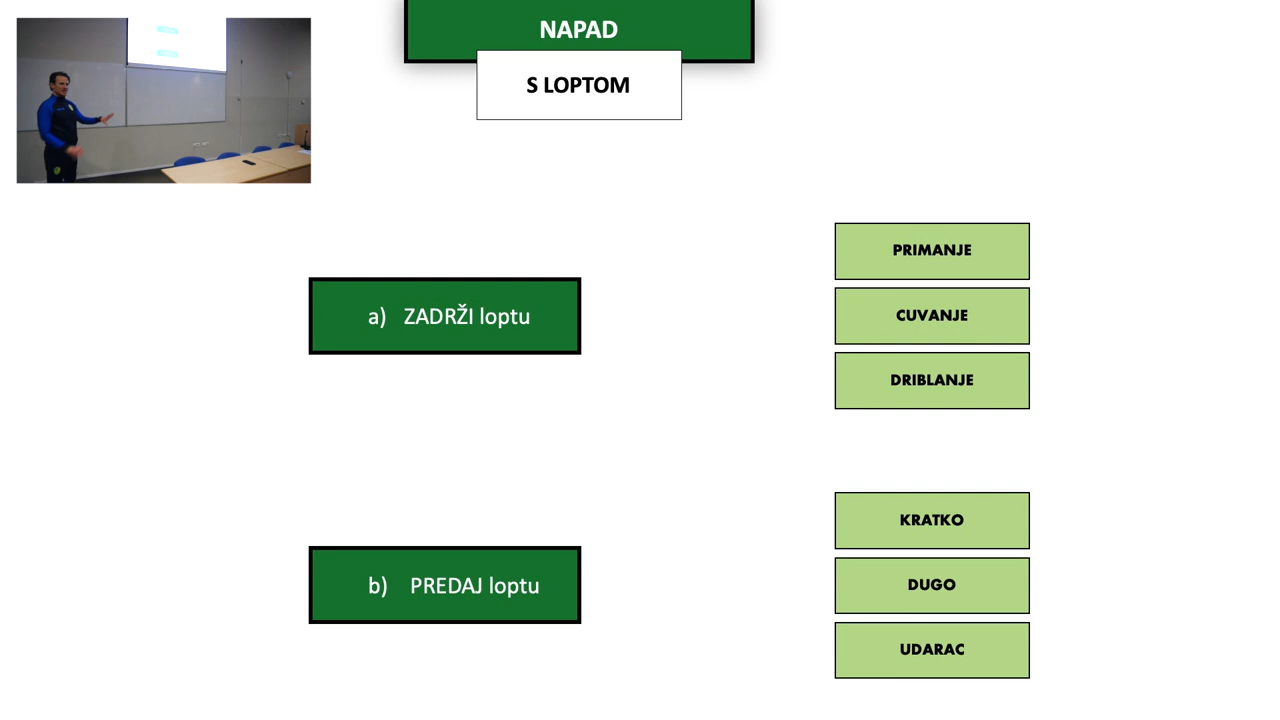 NAPAD
S LOPTOM
a) ZADRŽI loptu
PRIMANJE
CUVANJE
DRIBLANJE
b) PREDAJ loptu
KRATKO
DUGO
UDARAC